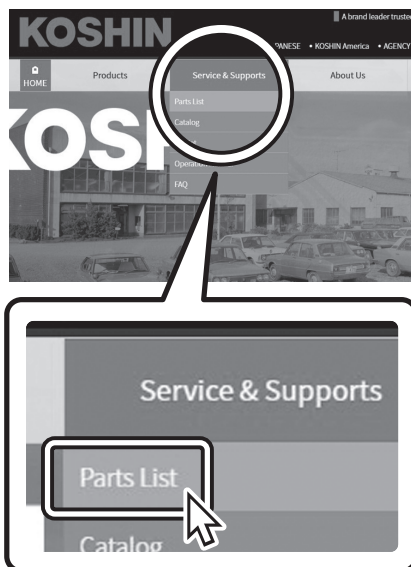 A brand leader truste
KOSHIN
PANESE • KOSHIN America • AGENCY
HOME
Products
Service & Supports
About Us
Parts List
Catalog
Operation
FAQ
KOSH
Service & Supports
Parts List
Catalog